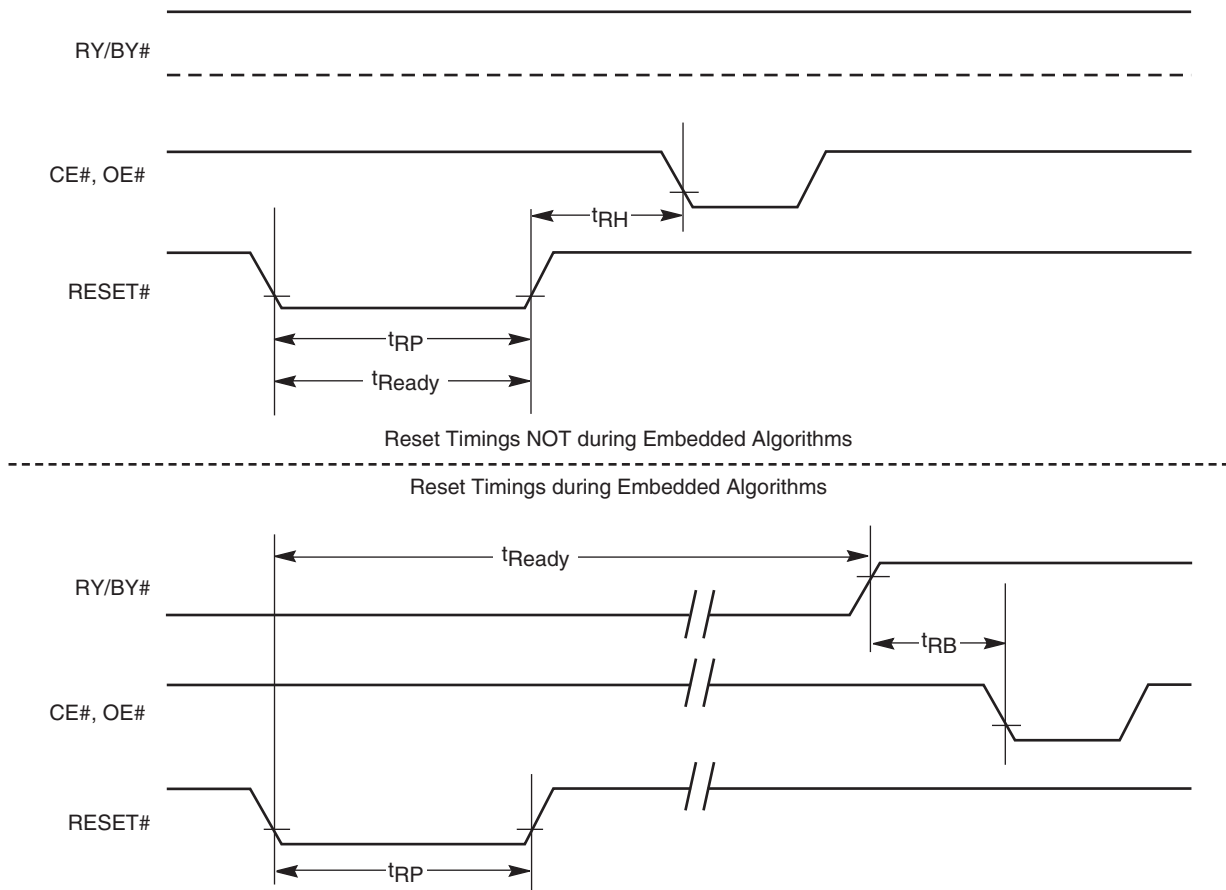 RY/BY#
CE#, OE#
tRH
RESET#
tRP
tReady
Reset Timings NOT during Embedded Algorithms
Reset Timings during Embedded Algorithms
tReady
RY/BY#
tRB
CE#, OE#
RESET#
tRP